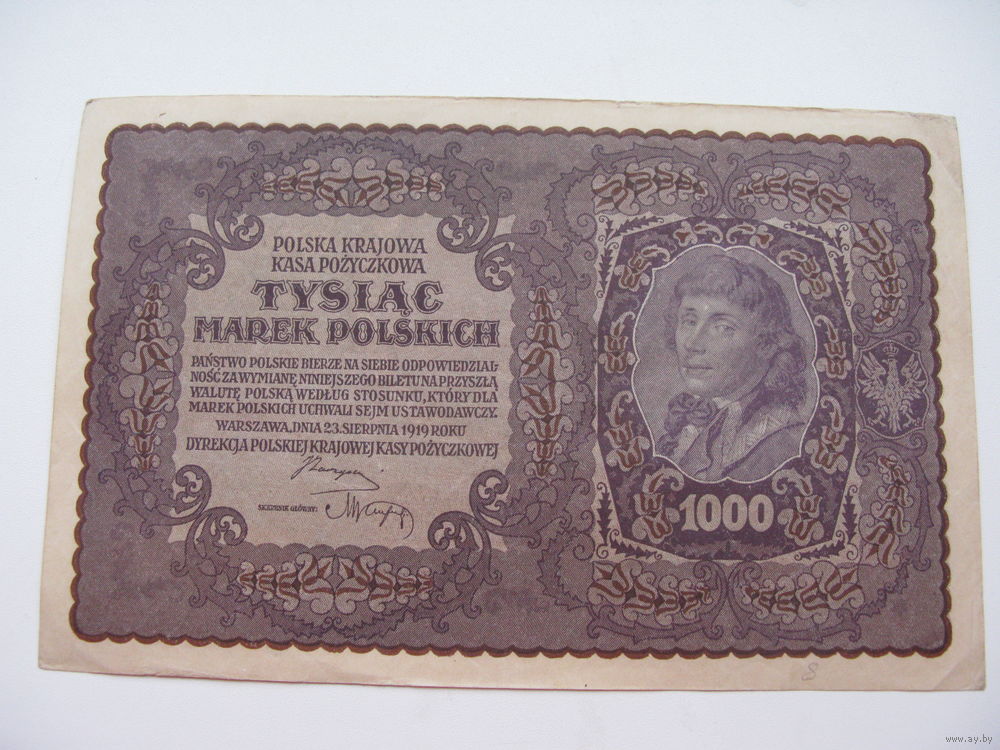 POLSKA KRAJOWA
KASA POŻYCZKOWA
TYSIĄC
MAREK POLSKICH
PAŃSTWO POLSKIE BIERZE NA SIEBIE ODPOWIEDZIAL-
NOŚĆ ZA WYMIANĘ NINIEJSZEGO BILETU NA PRZYSZŁĄ
WALUTĘ POLSKĄ WEDŁUG STOSUNKU, KTÓRY DLA
MAREK POLSKICH UCHWALI SEJM USTAWODAWCZY.
WARSZAWA, DNIA 23. SIERPNIA 1919 ROKU
DYREKCJA POLSKIEJ KRAJOWEJ KASY POŻYCZKOWEJ
SKARBNIK GŁÓWNY:
1000
S
www.ay.by